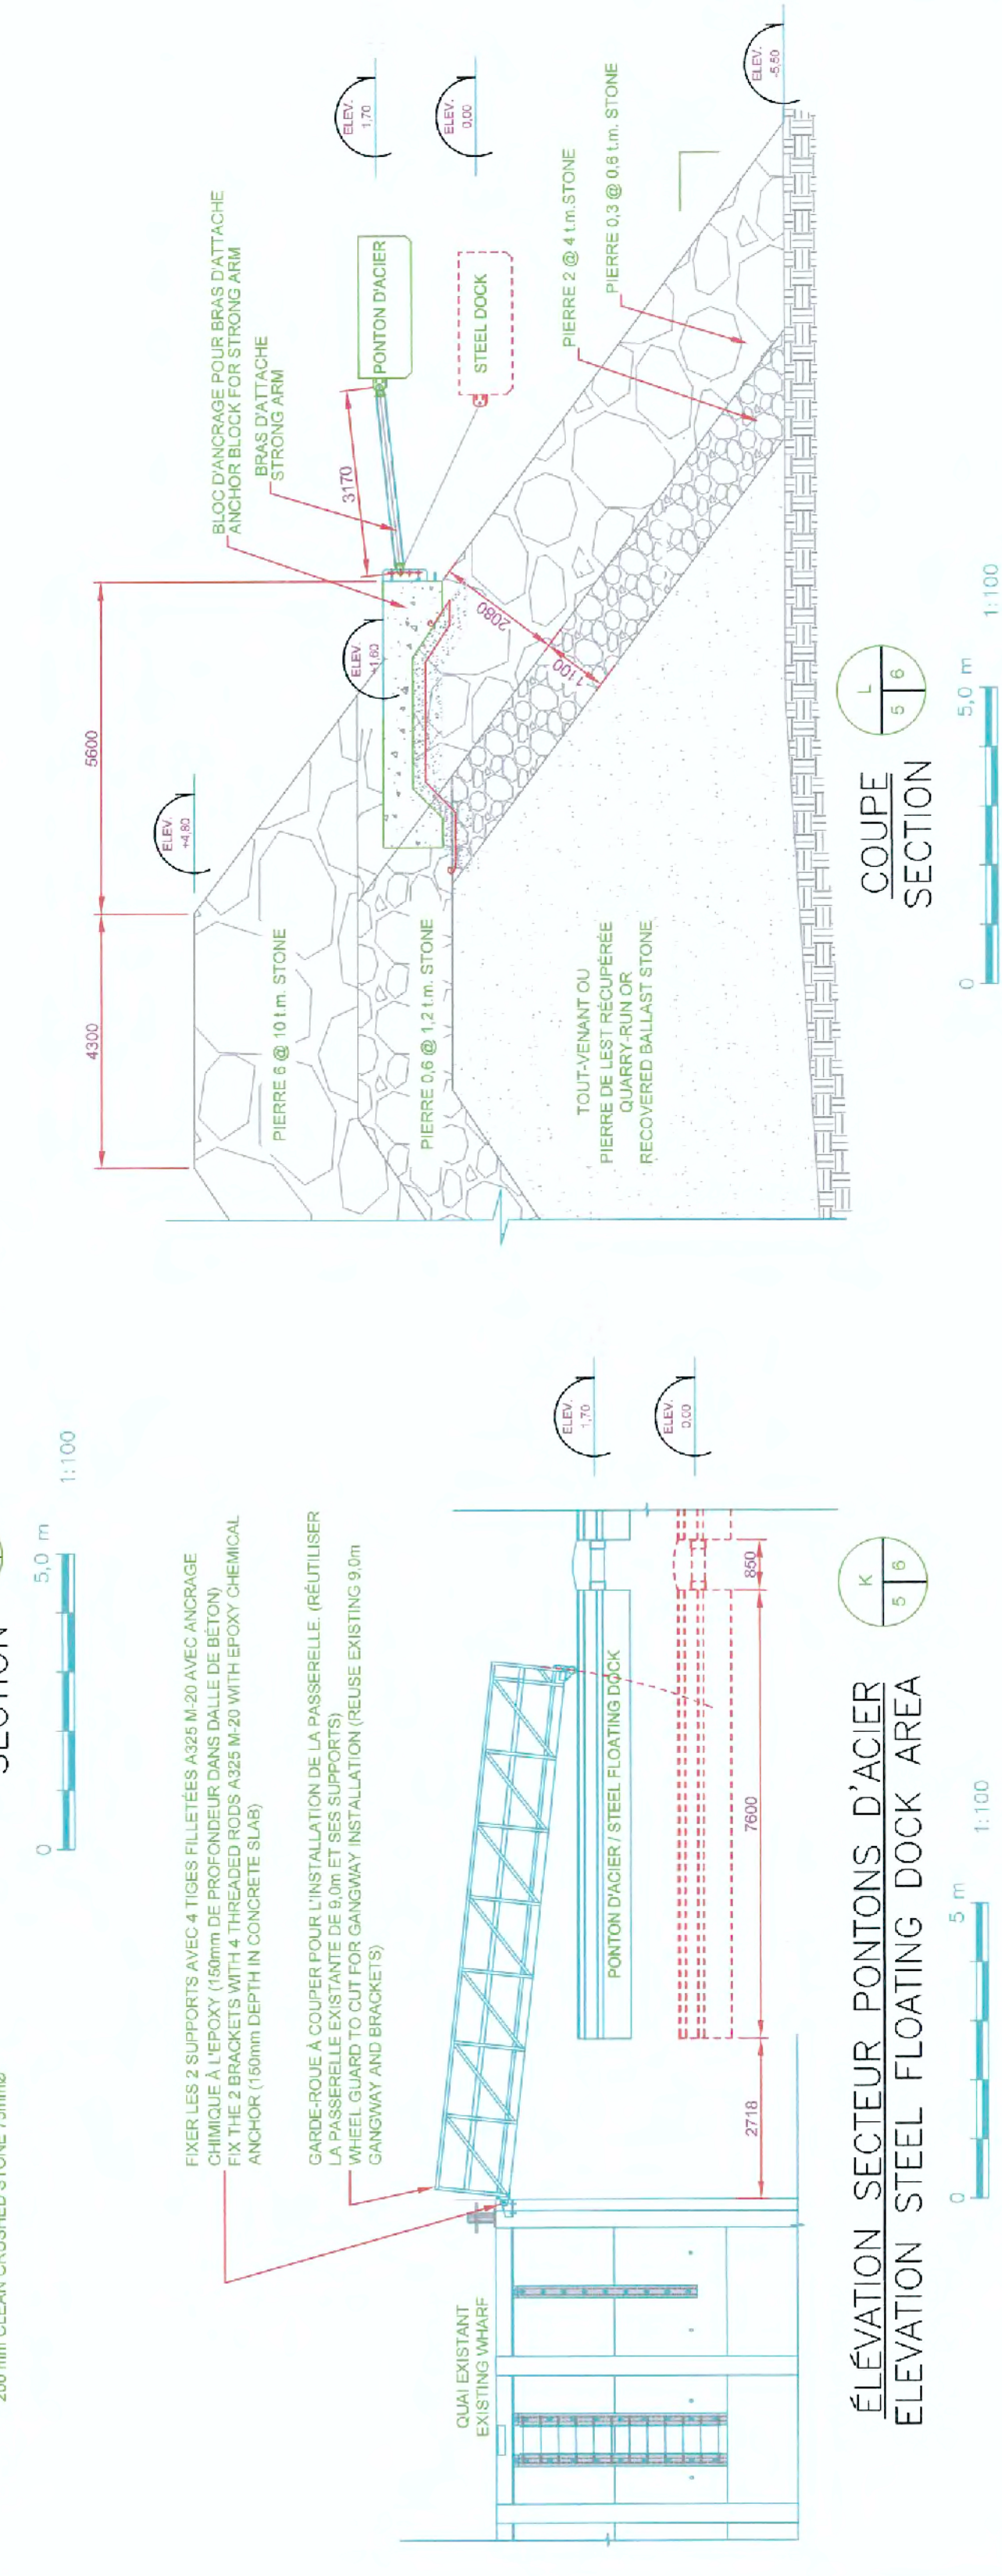 200 mm CLEAN CRUSHED STONE 75mmø
SECTION
0
5,0 m
1:100
FIXER LES 2 SUPPORTS AVEC 4 TIGES FILLETÉES A325 M-20 AVEC ANCRAGE
CHIMIQUE À L'EPOXY (150mm DE PROFONDEUR DANS DALLE DE BÉTON)
FIX THE 2 BRACKETS WITH 4 THREADED RODS A325 M-20 WITH EPOXY CHEMICAL
ANCHOR (150mm DEPTH IN CONCRETE SLAB)
GARDE-ROUE À COUPER POUR L'INSTALLATION DE LA PASSERELLE. (RÉUTILISER
LA PASSERELLE EXISTANTE DE 9,0m ET SES SUPPORTS)
WHEEL GUARD TO CUT FOR GANGWAY INSTALLATION (REUSE EXISTING 9,0m
GANGWAY AND BRACKETS)
QUAI EXISTANT
EXISTING WHARF
PONTON D'ACIER / STEEL FLOATING DOCK
ELEV.
1,70
ELEV.
0,00
2718
7600
850
ÉLÉVATION SECTEUR PONTONS D'ACIER
ELEVATION STEEL FLOATING DOCK AREA
K
5
6
0
5 m
1:100
4300
5600
ELEV.
+4,80
BLOC D'ANCRAGE POUR BRAS D'ATTACHE
ANCHOR BLOCK FOR STRONG ARM
BRAS D'ATTACHE
STRONG ARM
3170
ELEV.
+1,60
PONTON D'ACIER
STEEL DOCK
ELEV.
1,70
ELEV.
0,00
PIERRE 6 @ 10 t.m. STONE
PIERRE 0,6 @ 1,2 t.m. STONE
2080
1100
PIERRE 2 @ 4 t.m.STONE
PIERRE 0,3 @ 0,6 t.m. STONE
TOUT-VENANT OU
PIERRE DE LEST RÉCUPÉRÉE
QUARRY-RUN OR
RECOVERED BALLAST STONE
ELEV.
-5,50
COUPE
SECTION
L
5
6
0
5,0 m
1:100